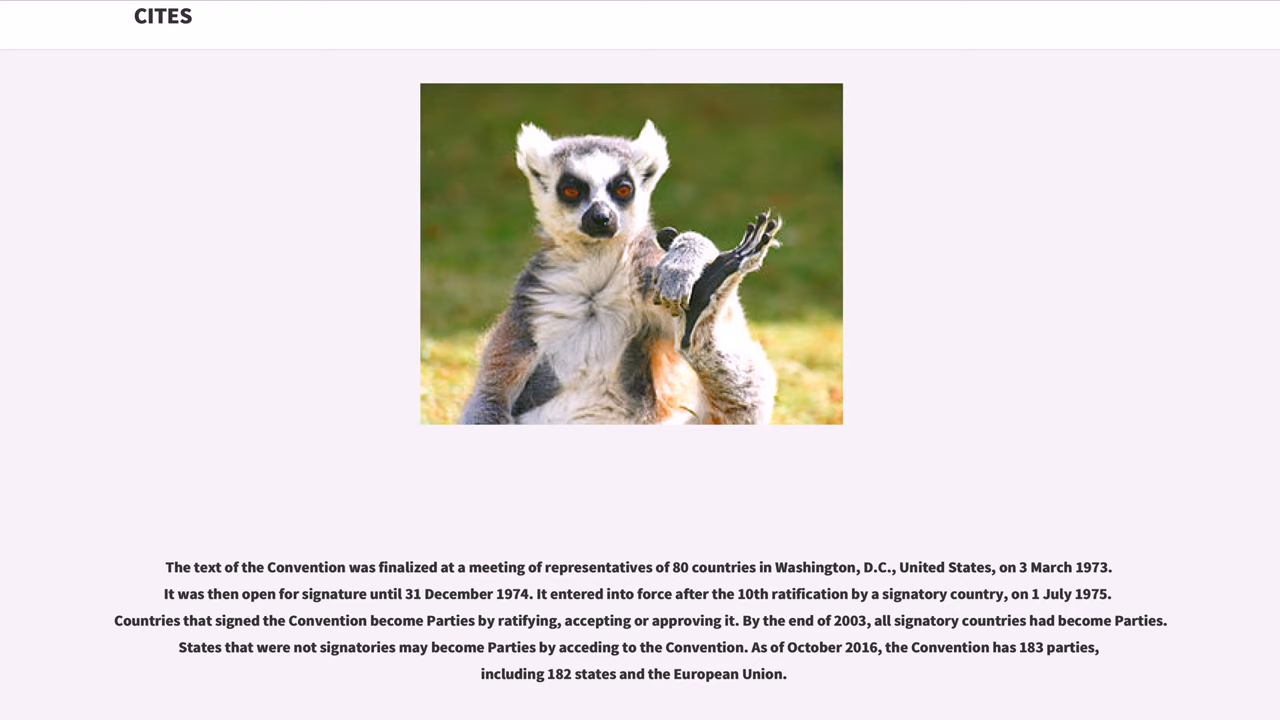 CITES
The text of the Convention was finalized at a meeting of representatives of 80 countries in Washington, D.C., United States, on 3 March 1973.
It was then open for signature until 31 December 1974. It entered into force after the 10th ratification by a signatory country, on 1 July 1975.
Countries that signed the Convention become Parties by ratifying, accepting or approving it. By the end of 2003, all signatory countries had become Parties.
States that were not signatories may become Parties by acceding to the Convention. As of October 2016, the Convention has 183 parties,
including 182 states and the European Union.